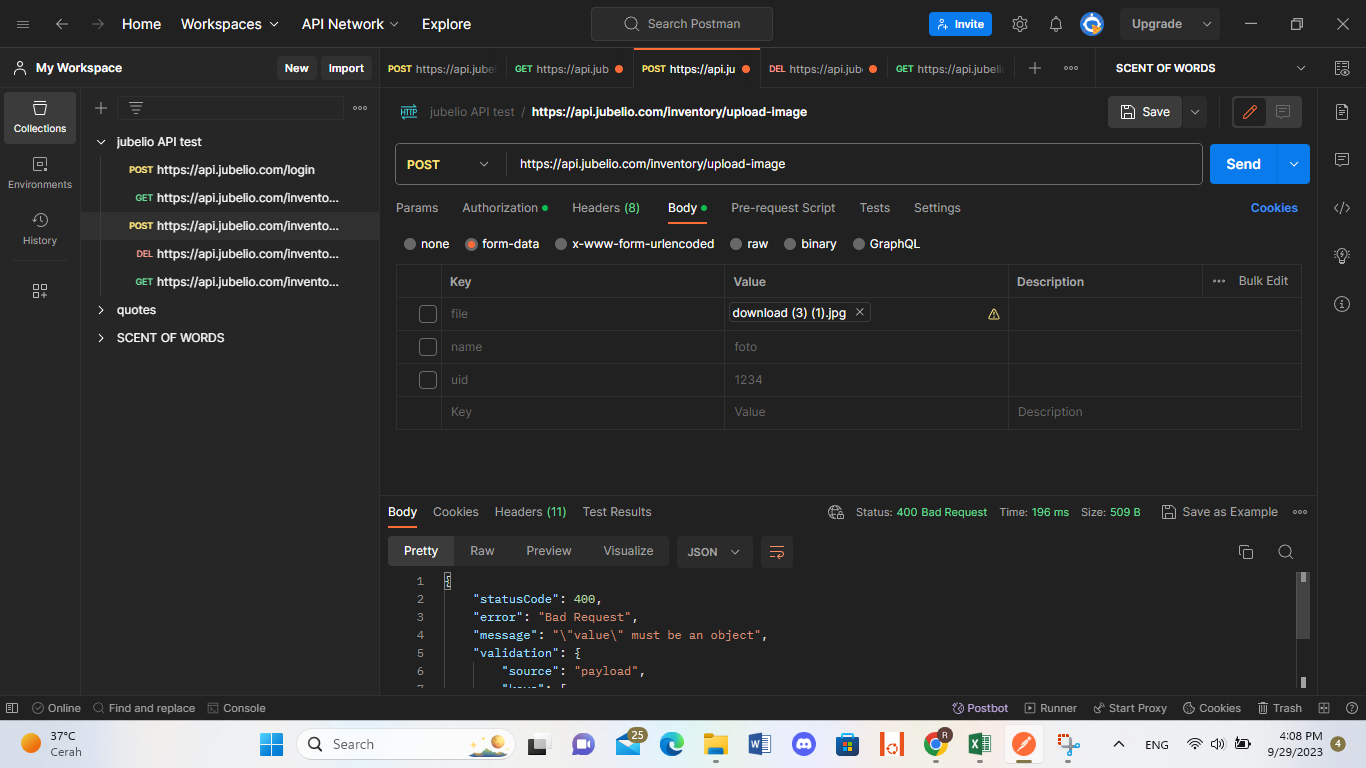 Home Workspaces API Network Explore Search Postman Invite Upgrade
My Workspace New Import POST https://api.jubel GET https://api.jub POST https://api.ju DEL https://api.jub GET https://api.jubeli SCENT OF WORDS
Collections
Environments
History
jubelio API test
POST https://api.jubelio.com/login
GET https://api.jubelio.com/invento...
POST https://api.jubelio.com/invento...
DEL https://api.jubelio.com/invento...
GET https://api.jubelio.com/invento...
quotes
SCENT OF WORDS
HTTP jubelio API test / https://api.jubelio.com/inventory/upload-image Save
POST https://api.jubelio.com/inventory/upload-image Send
Params Authorization Headers (8) Body Pre-request Script Tests Settings Cookies
none form-data x-www-form-urlencoded raw binary GraphQL
Key Value Description Bulk Edit
file download (3) (1).jpg
name foto
uid 1234
Key Value Description
Body Cookies Headers (11) Test Results Status: 400 Bad Request Time: 196 ms Size: 509 B Save as Example
Pretty Raw Preview Visualize JSON
1 {
2 "statusCode": 400,
3 "error": "Bad Request",
4 "message": "\"value\" must be an object",
5 "validation": {
6 "source": "payload",
7 "keys": [
Online Find and replace Console Postbot Runner Start Proxy Cookies Trash
37°C
Cerah
Search
25
R
ENG
4:08 PM
9/29/2023
4